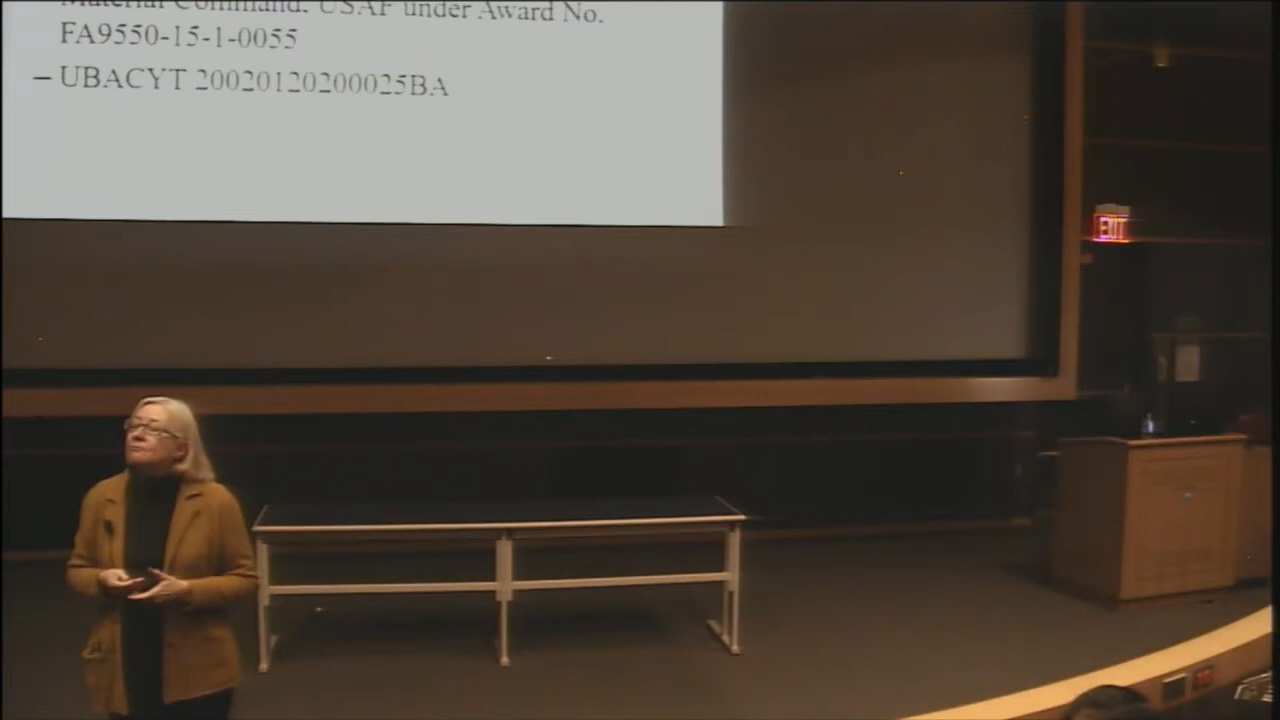 Material Command. USAF under Award No.
FA9550-15-1-0055
– UBACYT 20020120200025BA
EXIT